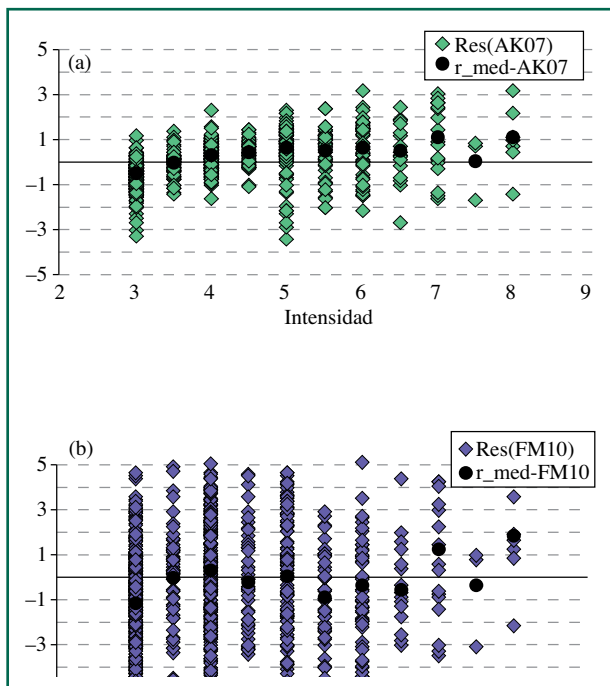 (a)
Res(AK07)
r_med-AK07
5
3
1
−1
−3
−5
2 3 4 5 6 7 8 9
Intensidad
(b)
Res(FM10)
r_med-FM10
5
3
1
−1
−3